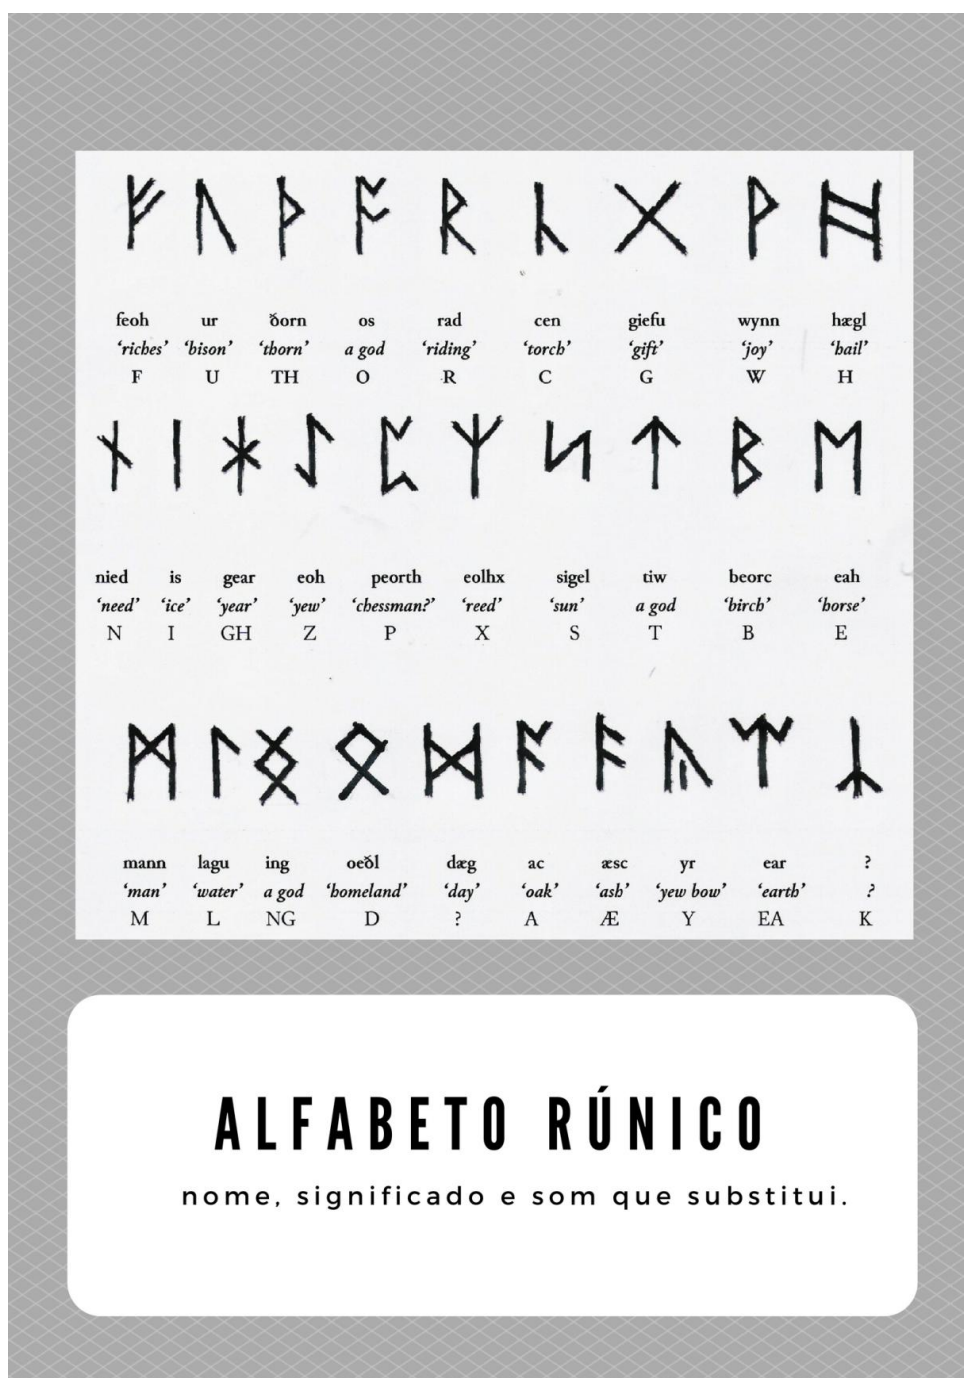 ᚠ ᚢ ᚦ ᚩ ᚱ ᚳ ᚷ ᚹ ᚻ
feoh ur ðorn os rad cen giefu wynn hægl
‘riches’ ‘bison’ ‘thorn’ a god ‘riding’ ‘torch’ ‘gift’ ‘joy’ ‘hail’
F U TH O R C G W H
ᚾ ᛁ ᛡ ᛇ ᛈ ᛉ ᛋ ᛏ ᛒ ᛖ
nied is gear eoh peorth eolhx sigel tiw beorc eah
‘need’ ‘ice’ ‘year’ ‘yew’ ‘chessman?’ ‘reed’ ‘sun’ a god ‘birch’ ‘horse’
N I GH Z P X S T B E
ᛗ ᛚ ᛝ ᛟ ᛞ ᚪ ᚫ ᚣ ᛠ ᛣ
mann lagu ing oeðl dæg ac æsc yr ear ?
‘man’ ‘water’ a god ‘homeland’ ‘day’ ‘oak’ ‘ash’ ‘yew bow’ ‘earth’ ?
M L NG D ? A Æ Y EA K
ALFABETO RÚNICO
nome, significado e som que substitui.